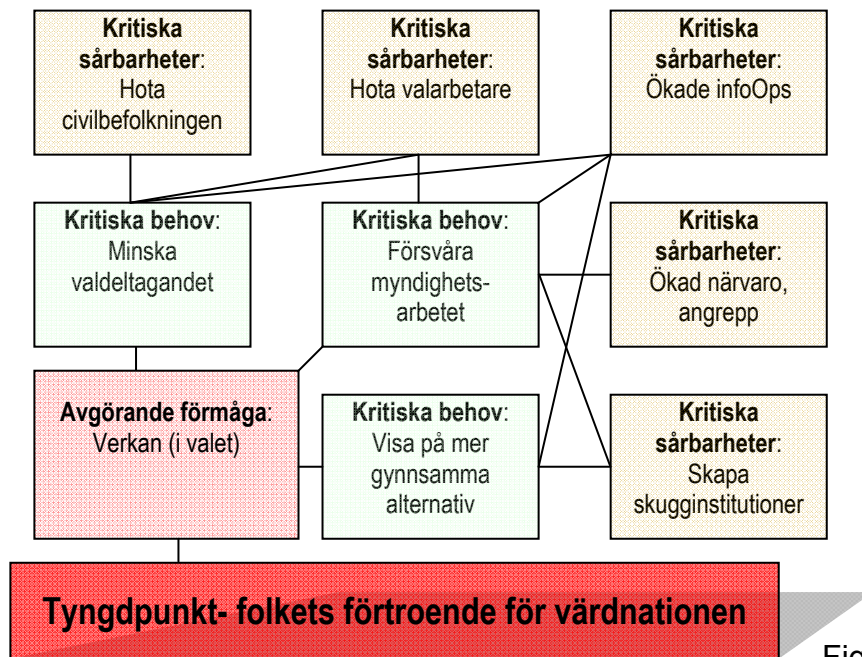 Kritiska
sårbarheter:
Hota
civilbefolkningen
Kritiska
sårbarheter:
Hota valarbetare
Kritiska
sårbarheter:
Ökade infoOps
Kritiska behov:
Minska
valdeltagandet
Kritiska behov:
Försvåra
myndighets-
arbetet
Kritiska
sårbarheter:
Ökad närvaro,
angrepp
Avgörande förmåga:
Verkan (i valet)
Kritiska behov:
Visa på mer
gynnsamma
alternativ
Kritiska
sårbarheter:
Skapa
skugginstitutioner
Tyngdpunkt- folkets förtroende för värdnationen